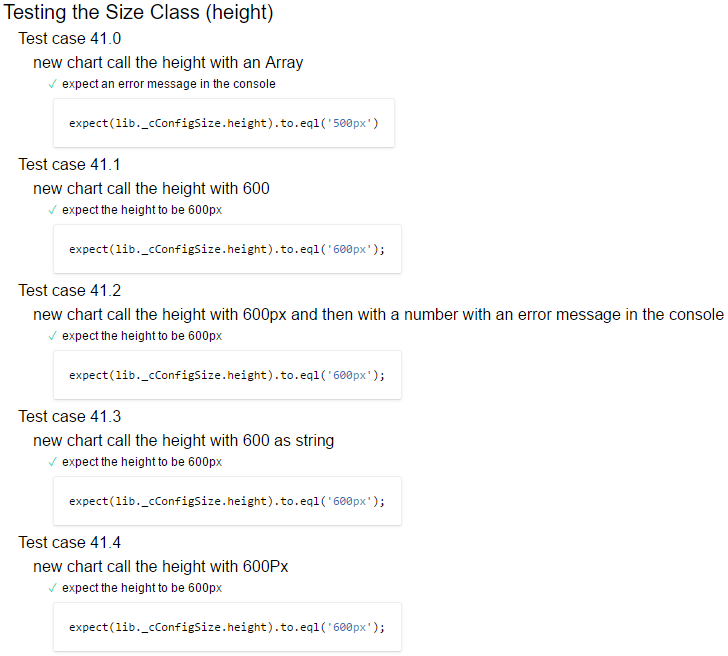 Testing the Size Class (height)
Test case 41.0
new chart call the height with an Array
✓ expect an error message in the console
expect(lib._cConfigSize.height).to.eql('500px')
Test case 41.1
new chart call the height with 600
✓ expect the height to be 600px
expect(lib._cConfigSize.height).to.eql('600px');
Test case 41.2
new chart call the height with 600px and then with a number with an error message in the console
✓ expect the height to be 600px
expect(lib._cConfigSize.height).to.eql('600px');
Test case 41.3
new chart call the height with 600 as string
✓ expect the height to be 600px
expect(lib._cConfigSize.height).to.eql('600px');
Test case 41.4
new chart call the height with 600Px
✓ expect the height to be 600px
expect(lib._cConfigSize.height).to.eql('600px');